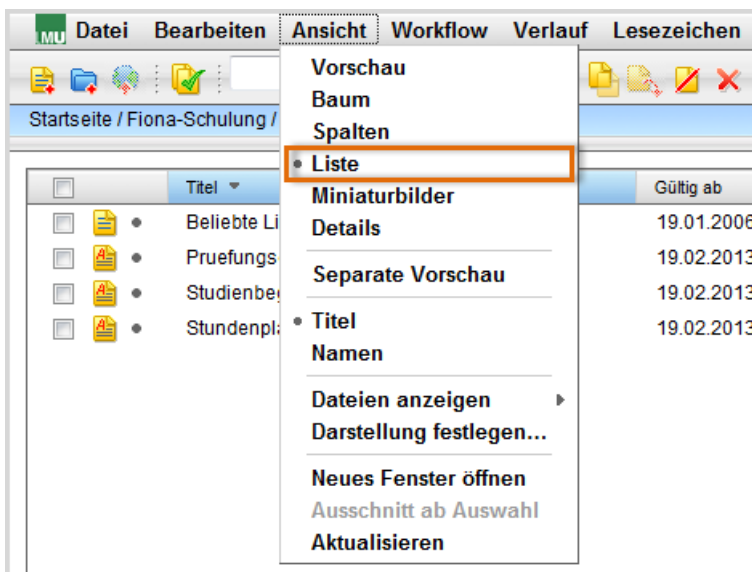 LMU Datei Bearbeiten Ansicht Workflow Verlauf Lesezeichen
Startseite / Fiona-Schulung /
Vorschau
Baum
Spalten
Liste
Miniaturbilder
Details
Separate Vorschau
Titel
Namen
Dateien anzeigen
Darstellung festlegen...
Neues Fenster öffnen
Ausschnitt ab Auswahl
Aktualisieren
Titel Gültig ab
Beliebte Li 19.01.2006
Pruefungs 19.02.2013
Studienbe 19.02.2013
Stundenpl 19.02.2013